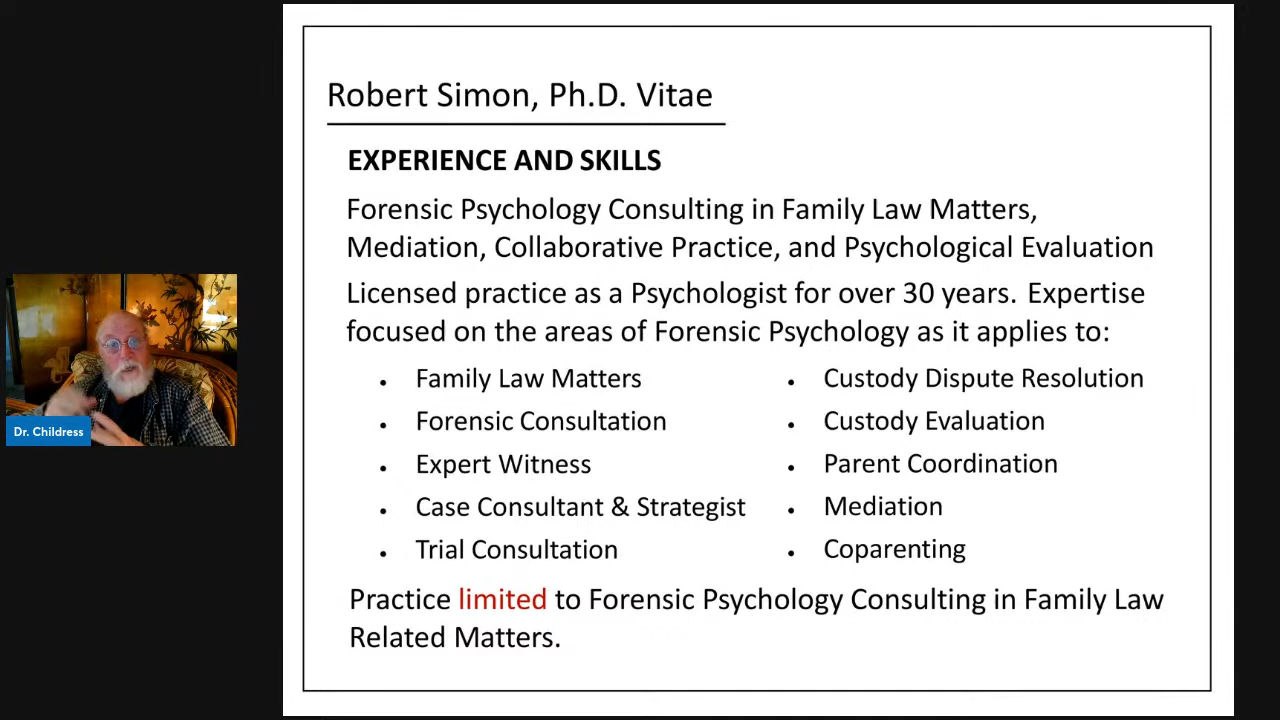 Robert Simon, Ph.D. Vitae
EXPERIENCE AND SKILLS
Forensic Psychology Consulting in Family Law Matters,
Mediation, Collaborative Practice, and Psychological Evaluation
Licensed practice as a Psychologist for over 30 years. Expertise
focused on the areas of Forensic Psychology as it applies to:
• Family Law Matters
• Forensic Consultation
• Expert Witness
• Case Consultant & Strategist
• Trial Consultation
• Custody Dispute Resolution
• Custody Evaluation
• Parent Coordination
• Mediation
• Coparenting
Practice limited to Forensic Psychology Consulting in Family Law
Related Matters.
Dr. Childress